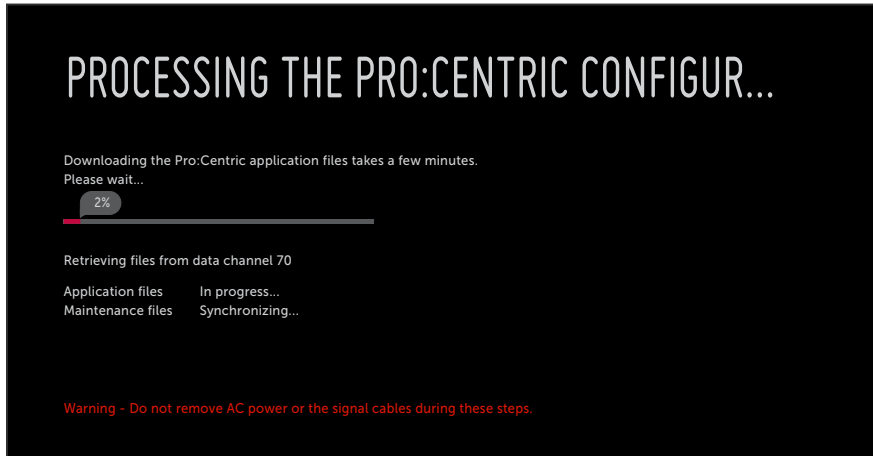 PROCESSING THE PRO:CENTRIC CONFIGUR...
Downloading the Pro:Centric application files takes a few minutes.
Please wait...
2%
Retrieving files from data channel 70
Application files In progress...
Maintenance files Synchronizing...
Warning - Do not remove AC power or the signal cables during these steps.